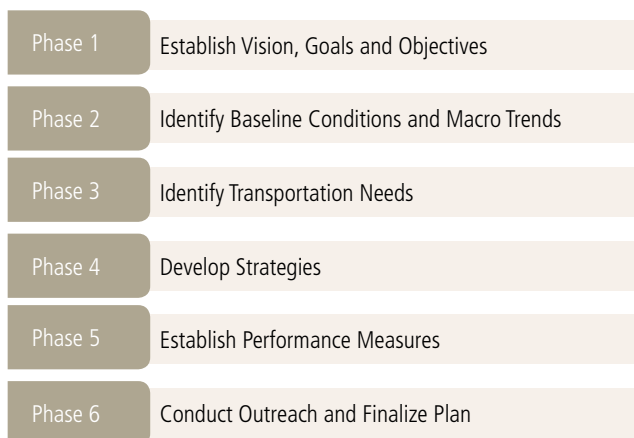 Phase 1 Establish Vision, Goals and Objectives
Phase 2 Identify Baseline Conditions and Macro Trends
Phase 3 Identify Transportation Needs
Phase 4 Develop Strategies
Phase 5 Establish Performance Measures
Phase 6 Conduct Outreach and Finalize Plan